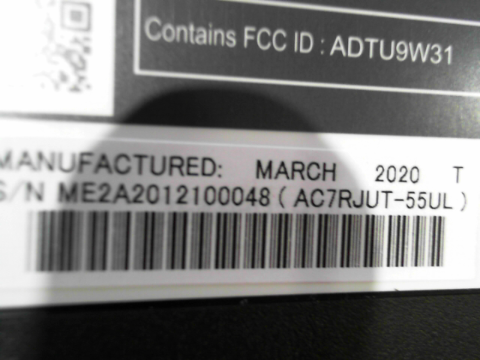 Contains FCC ID : ADTU9W31
MANUFACTURED: MARCH 2020 T
S/N ME2A2012100048 ( AC7RJUT-55UL )